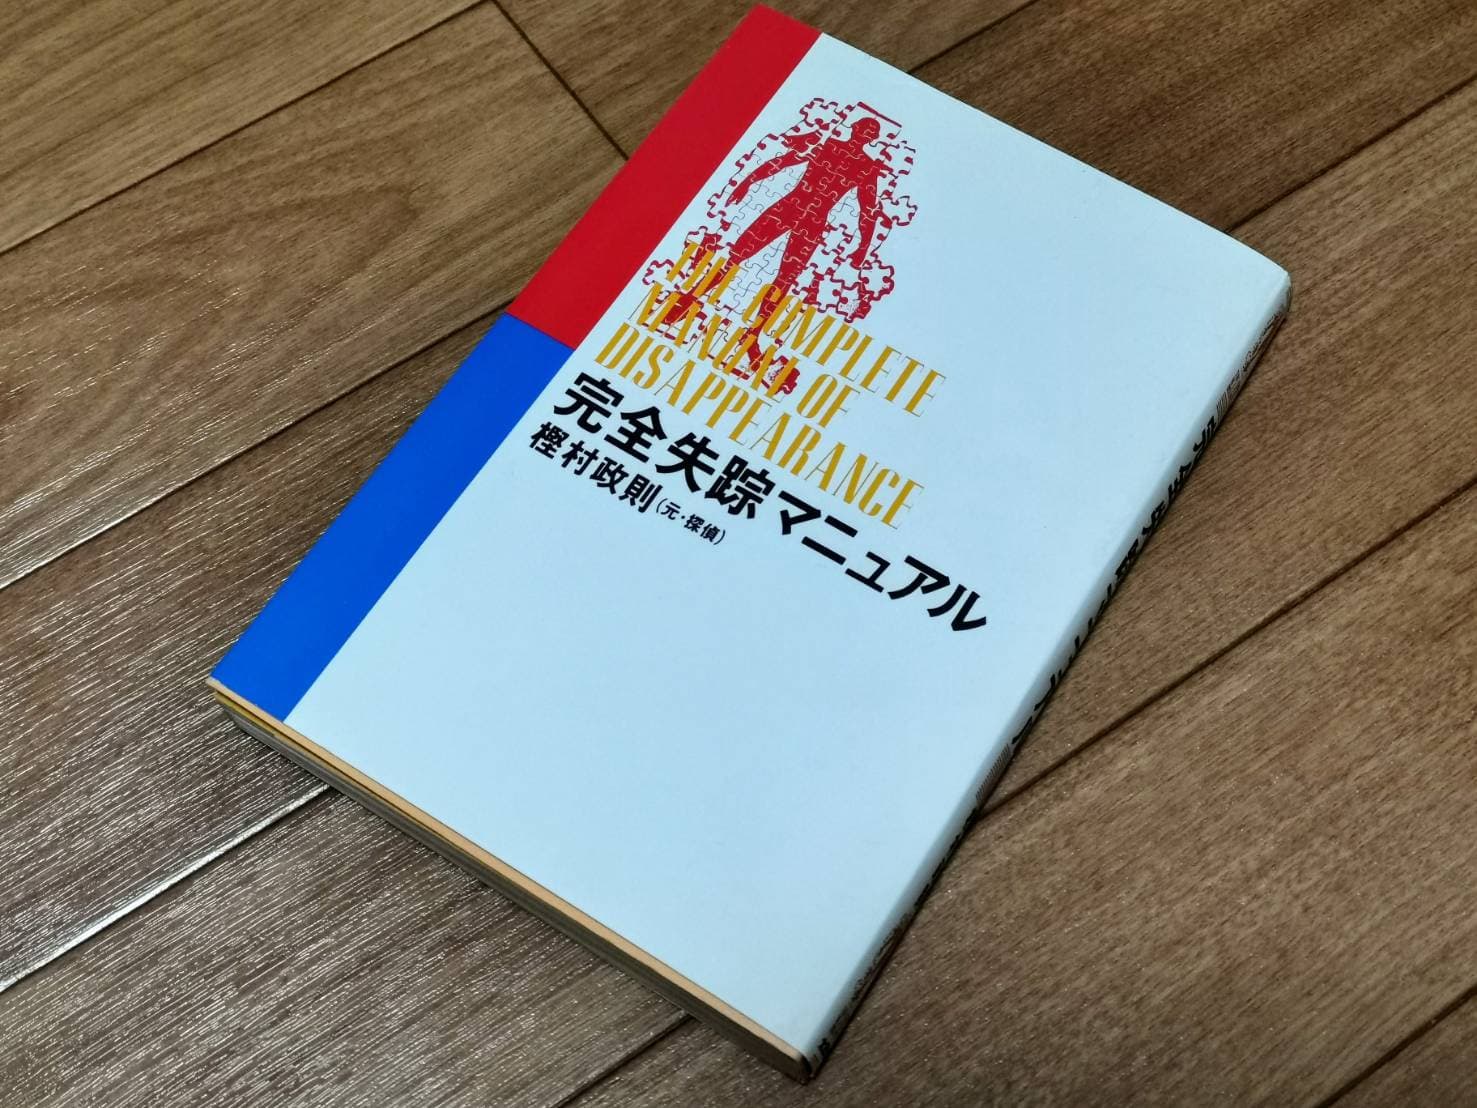 THE COMPLETE
MANUAL OF
DISAPPEARANCE
完全失踪マニュアル
樫村政則(元・探偵)